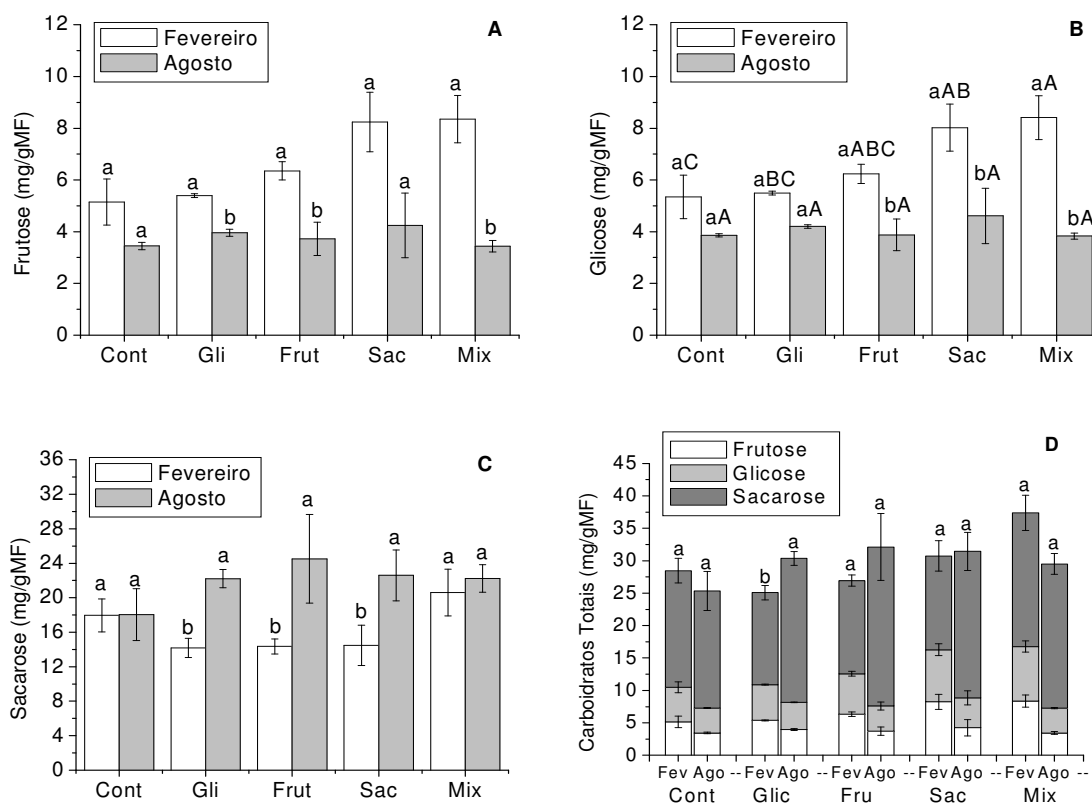 A
Fevereiro
Agosto
Frutose (mg/gMF)
12
10
8
6
4
2
0
a a a a a
a b b a b
Cont Gli Frut Sac Mix
B
Fevereiro
Agosto
Glicose (mg/gMF)
12
10
8
6
4
2
0
aC aBC aABC aAB aA
aA aA bA bA bA
Cont Gli Frut Sac Mix
C
Fevereiro
Agosto
Sacarose (mg/gMF)
36
32
28
24
20
16
12
8
4
0
a b b b a
a a a a a
Cont Gli Frut Sac Mix
D
Frutose
Glicose
Sacarose
Carboidratos Totais (mg/gMF)
45
40
35
30
25
20
15
10
5
0
a a b a a a a a a a
Fev Ago -- Fev Ago -- Fev Ago -- Fev Ago -- Fev Ago --
Cont Glic Fru Sac Mix